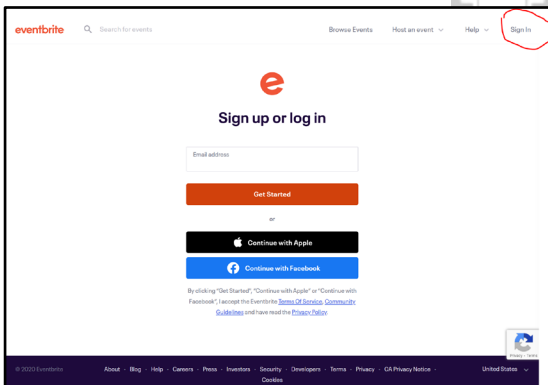 eventbrite
Search for events
Browse Events
Host an event
Help
Sign In
Sign up or log in
Email address
Get Started
or
Continue with Apple
Continue with Facebook
By clicking "Get Started", "Continue with Apple" or "Continue with
Facebook", I accept the Eventbrite Terms Of Service, Community
Guidelines and have read the Privacy Policy.
Privacy - Terms
© 2020 Eventbrite
About · Blog · Help · Careers · Press · Investors · Security · Developers · Terms · Privacy · CA Privacy Notice ·
Cookies
United States